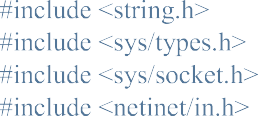 #include <string.h>
#include <sys/types.h>
#include <sys/socket.h>
#include <netinet/in.h>